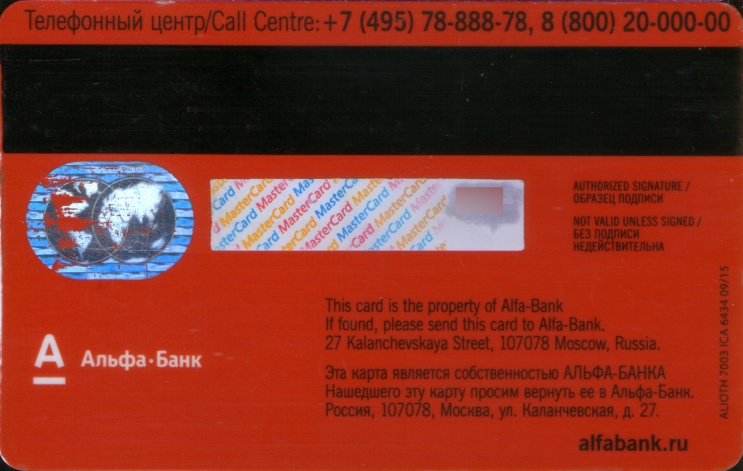 Телефонный центр/Call Centre: +7 (495) 78-888-78, 8 (800) 20-000-00
MasterCard MasterCard MasterCard MasterCard
AUTHORIZED SIGNATURE /
ОБРАЗЕЦ ПОДПИСИ
NOT VALID UNLESS SIGNED /
БЕЗ ПОДПИСИ
НЕДЕЙСТВИТЕЛЬНА
This card is the property of Alfa-Bank
If found, please send this card to Alfa-Bank.
27 Kalanchevskaya Street, 107078 Moscow, Russia.
А Альфа·Банк
Эта карта является собственностью АЛЬФА-БАНКА
Нашедшего эту карту просим вернуть ее в Альфа-Банк.
Россия, 107078, Москва, ул. Каланчевская, д. 27.
alfabank.ru
ALIOTH 7003 ICA 6434 09/15